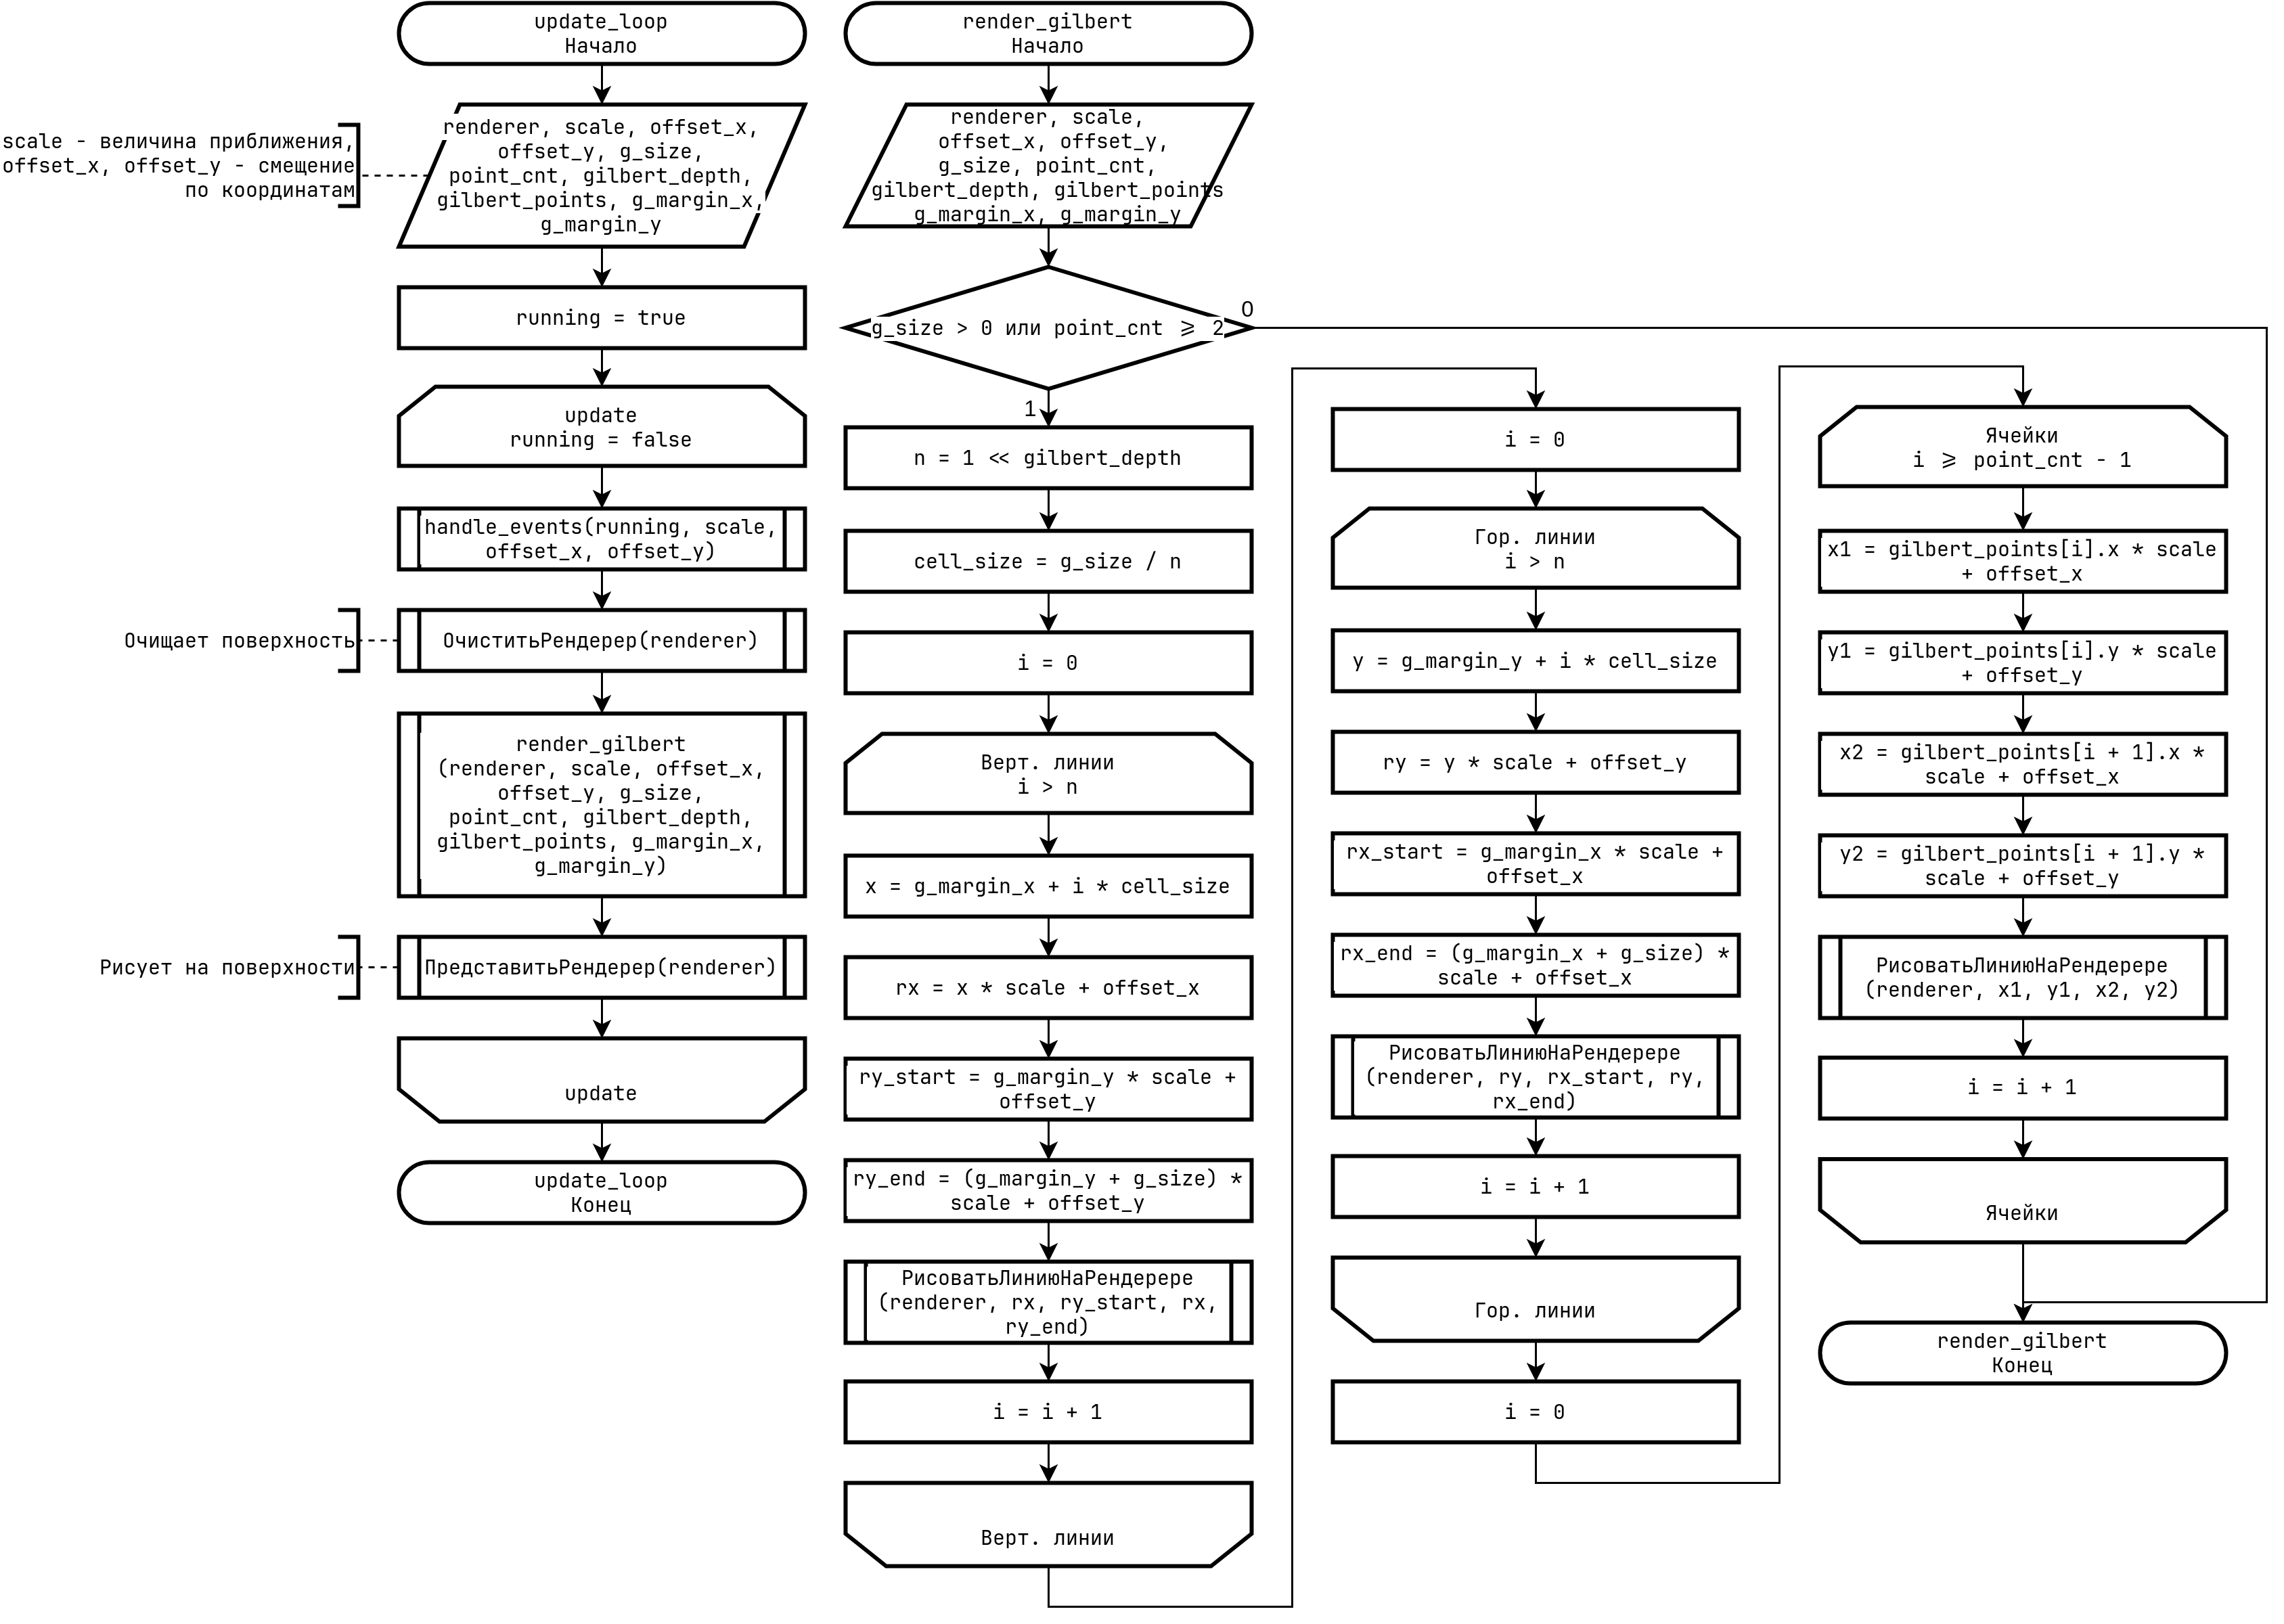 update_loop
Начало
scale - величина приближения,
offset_x, offset_y - смещение
по координатам
renderer, scale, offset_x,
offset_y, g_size,
point_cnt, gilbert_depth,
gilbert_points, g_margin_x,
g_margin_y
running = true
update
running = false
handle_events(running, scale,
offset_x, offset_y)
Очищает поверхность
ОчиститьРендерер(renderer)
render_gilbert
(renderer, scale, offset_x,
offset_y, g_size,
point_cnt, gilbert_depth,
gilbert_points, g_margin_x,
g_margin_y)
Рисует на поверхности
ПредставитьРендерер(renderer)
update
update_loop
Конец
render_gilbert
Начало
renderer, scale,
offset_x, offset_y,
g_size, point_cnt,
gilbert_depth, gilbert_points
g_margin_x, g_margin_y
g_size > 0 или point_cnt ⩾ 2
0
1
n = 1 << gilbert_depth
cell_size = g_size / n
i = 0
Верт. линии
i > n
x = g_margin_x + i * cell_size
rx = x * scale + offset_x
ry_start = g_margin_y * scale +
offset_y
ry_end = (g_margin_y + g_size) *
scale + offset_y
РисоватьЛиниюНаРендерере
(renderer, rx, ry_start, rx,
ry_end)
i = i + 1
Верт. линии
i = 0
Гор. линии
i > n
y = g_margin_y + i * cell_size
ry = y * scale + offset_y
rx_start = g_margin_x * scale +
offset_x
rx_end = (g_margin_x + g_size) *
scale + offset_x
РисоватьЛиниюНаРендерере
(renderer, ry, rx_start, ry,
rx_end)
i = i + 1
Гор. линии
i = 0
Ячейки
i ⩾ point_cnt - 1
x1 = gilbert_points[i].x * scale
+ offset_x
y1 = gilbert_points[i].y * scale
+ offset_y
x2 = gilbert_points[i + 1].x *
scale + offset_x
y2 = gilbert_points[i + 1].y *
scale + offset_y
РисоватьЛиниюНаРендерере
(renderer, x1, y1, x2, y2)
i = i + 1
Ячейки
render_gilbert
Конец